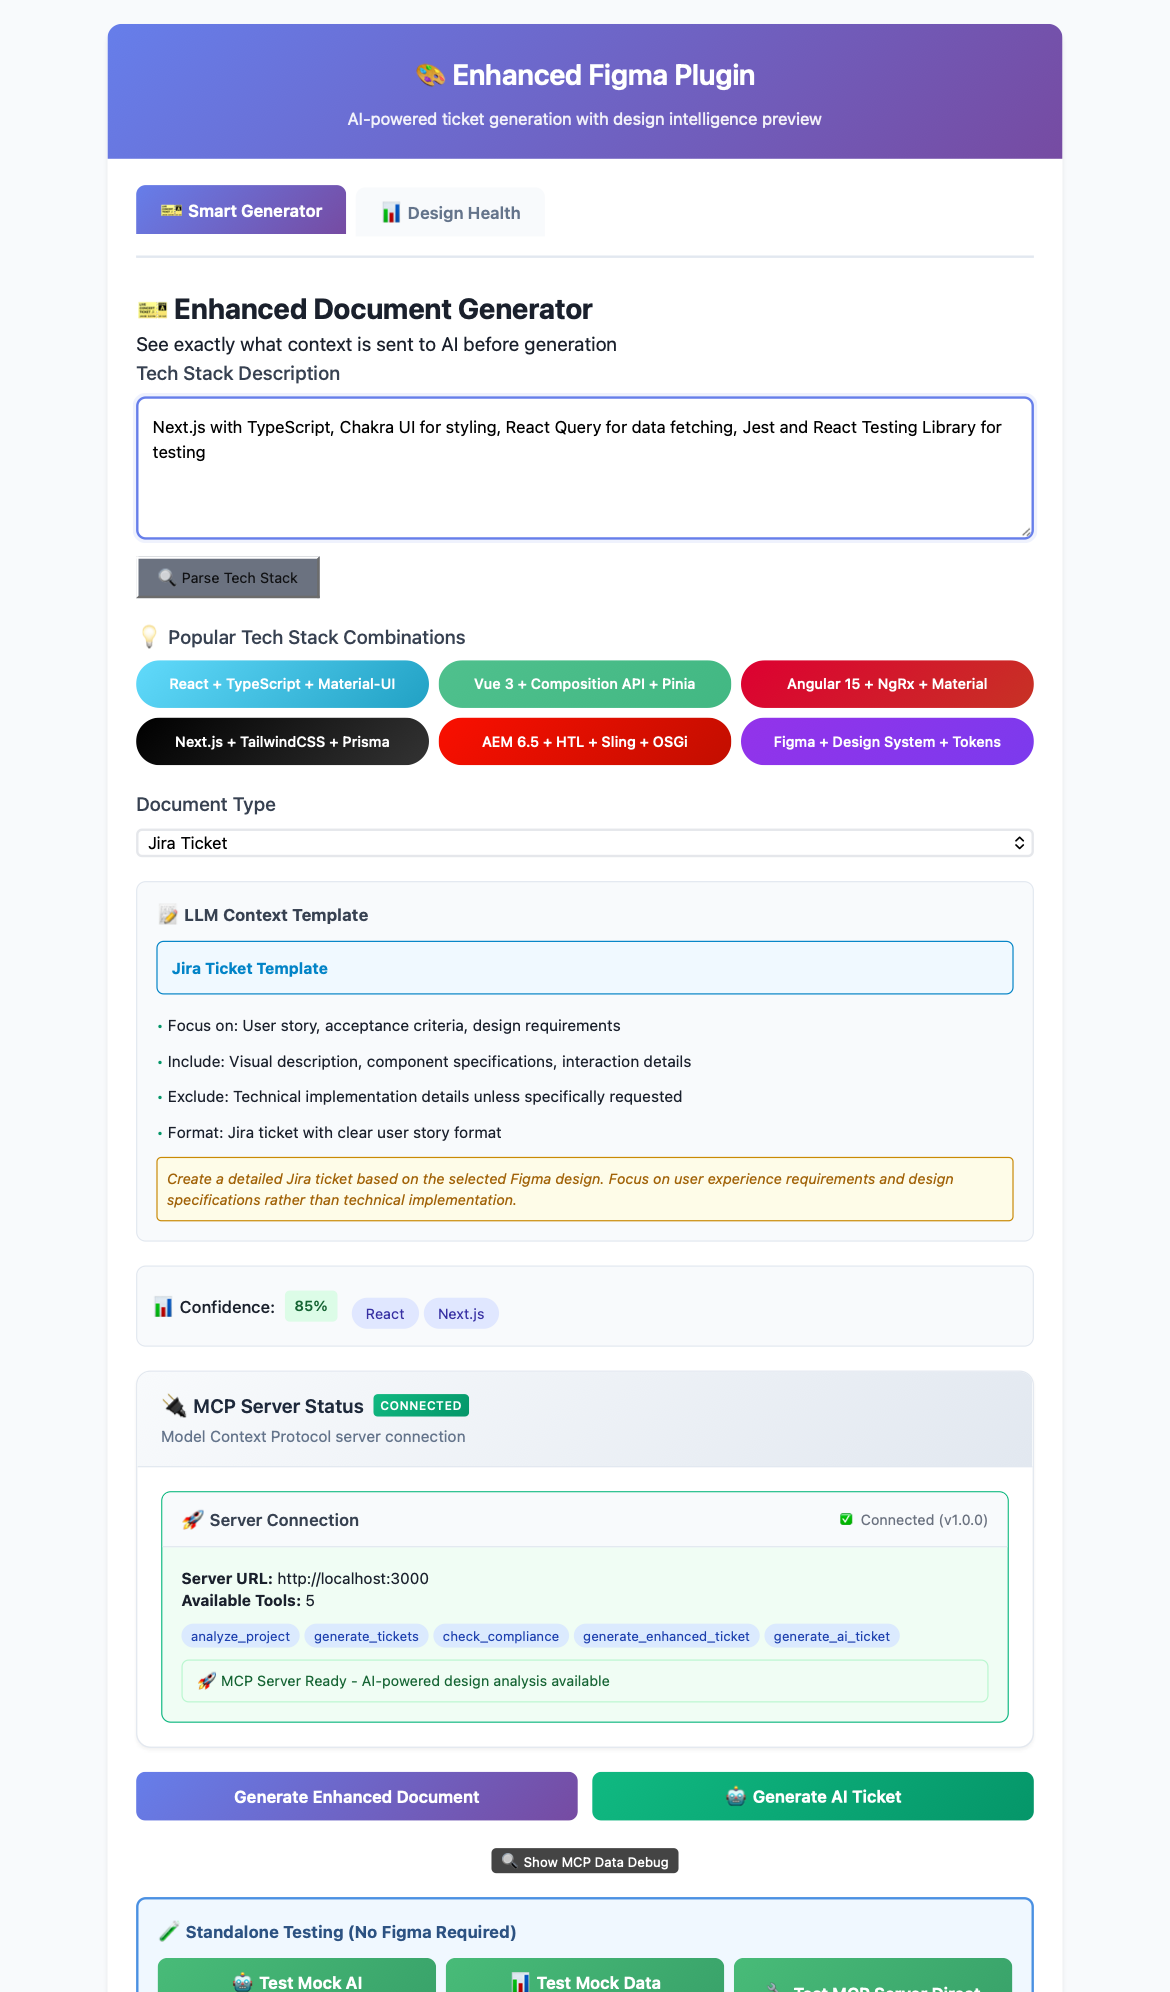 🎨 Enhanced Figma Plugin
AI-powered ticket generation with design intelligence preview
🎫 Smart Generator
📊 Design Health
🎫 Enhanced Document Generator
See exactly what context is sent to AI before generation
Tech Stack Description
Next.js with TypeScript, Chakra UI for styling, React Query for data fetching, Jest and React Testing Library for
testing
🔍 Parse Tech Stack
💡 Popular Tech Stack Combinations
React + TypeScript + Material-UI
Vue 3 + Composition API + Pinia
Angular 15 + NgRx + Material
Next.js + TailwindCSS + Prisma
AEM 6.5 + HTL + Sling + OSGi
Figma + Design System + Tokens
Document Type
Jira Ticket
📝 LLM Context Template
Jira Ticket Template
• Focus on: User story, acceptance criteria, design requirements
• Include: Visual description, component specifications, interaction details
• Exclude: Technical implementation details unless specifically requested
• Format: Jira ticket with clear user story format
Create a detailed Jira ticket based on the selected Figma design. Focus on user experience requirements and design
specifications rather than technical implementation.
📊 Confidence: 85% React Next.js
🔌 MCP Server Status CONNECTED
Model Context Protocol server connection
🚀 Server Connection
✅ Connected (v1.0.0)
Server URL: http://localhost:3000
Available Tools: 5
analyze_project generate_tickets check_compliance generate_enhanced_ticket generate_ai_ticket
🚀 MCP Server Ready - AI-powered design analysis available
Generate Enhanced Document
🤖 Generate AI Ticket
🔍 Show MCP Data Debug
🧪 Standalone Testing (No Figma Required)
🤖 Test Mock AI
📊 Test Mock Data
Test MCP Server Direct